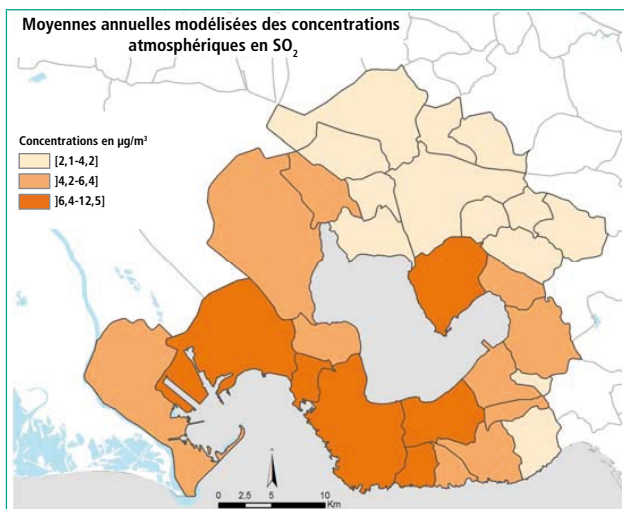 Moyennes annuelles modélisées des concentrations
atmosphériques en SO₂
Concentrations en µg/m³
]2,1-4,2]
]4,2-6,4]
]6,4-12,5]
0 2.5 5 10
Km